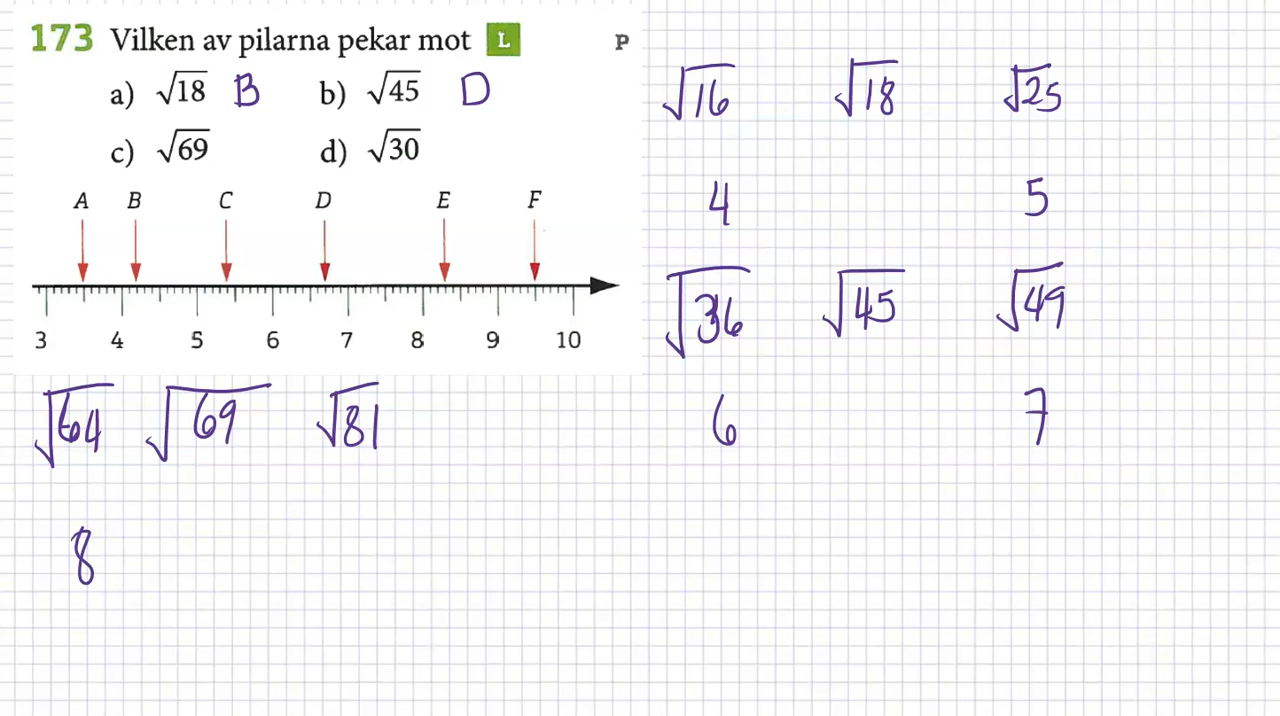 173 Vilken av pilarna pekar mot L P
a) √18 B b) √45 D
c) √69 d) √30
A B C D E F
3 4 5 6 7 8 9 10
√16 √18 √25
4 5
√36 √45 √49
6 7
√64 √69 √81
8